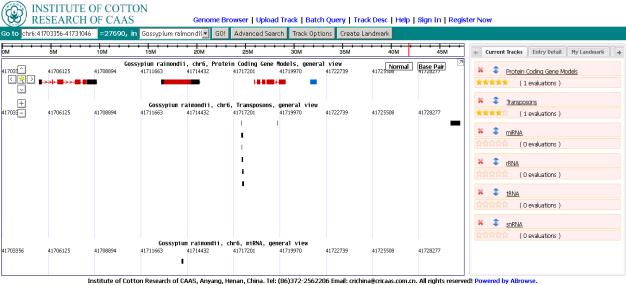 INSTITUTE OF COTTON
RESEARCH OF CAAS
Genome Browser | Upload Track | Batch Query | Track Desc | Help | Sign In | Register Now
Go to chr6:41703356-41731046 =27690, in Gossypium raimondii GO! Advanced Search Track Options Create Landmark
0M 5M 10M 15M 20M 25M 30M 35M 40M 45M
Gossypium raimondii, chr6, Protein Coding Gene Models, general view
Normal Base Pair
41703356 41706125 41708894 41711663 41714432 41717201 41719970 41722739 41725508 41728277
Gossypium raimondii, chr6, Transposons, general view
41703356 41706125 41708894 41711663 41714432 41717201 41719970 41722739 41725508 41728277
Gossypium raimondii, chr6, miRNA, general view
41703356 41706125 41708894 41711663 41714432 41717201 41719970 41722739 41725508 41728277
Current Tracks Entry Detail My Landmark
Protein Coding Gene Models
( 1 evaluations )
Transposons
( 1 evaluations )
miRNA
( 0 evaluations )
rRNA
( 0 evaluations )
tRNA
( 0 evaluations )
snRNA
( 0 evaluations )
Institute of Cotton Research of CAAS, Anyang, Henan, China. Tel: (86)372-2562206 Email: crichina@cricaas.com.cn. All rights reserved! Powered by ABrowse.